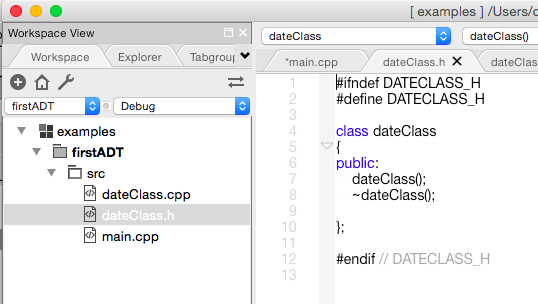 [ examples ] /Users/c
Workspace View
dateClass
dateClass()
Workspace
Explorer
Tabgroup
*main.cpp
dateClass.h
dateClass
firstADT
Debug
examples
firstADT
src
dateClass.cpp
dateClass.h
main.cpp
1 #ifndef DATECLASS_H
2 #define DATECLASS_H
3
4 class dateClass
5 {
6 public:
7 dateClass();
8 ~dateClass();
9
10 };
11
12 #endif // DATECLASS_H
13